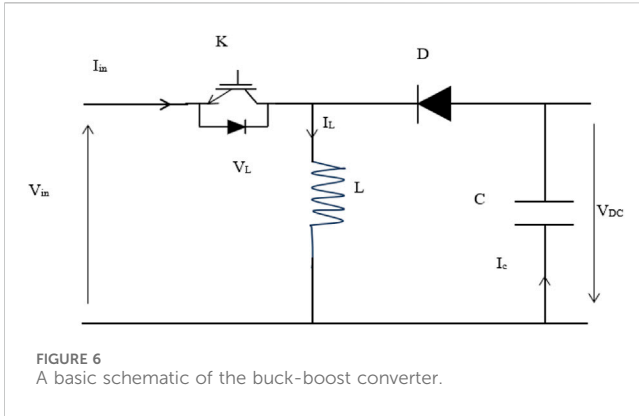 K
D
Iin
IL
VL
L
Vin
C
VDC
Ic
FIGURE 6
A basic schematic of the buck-boost converter.